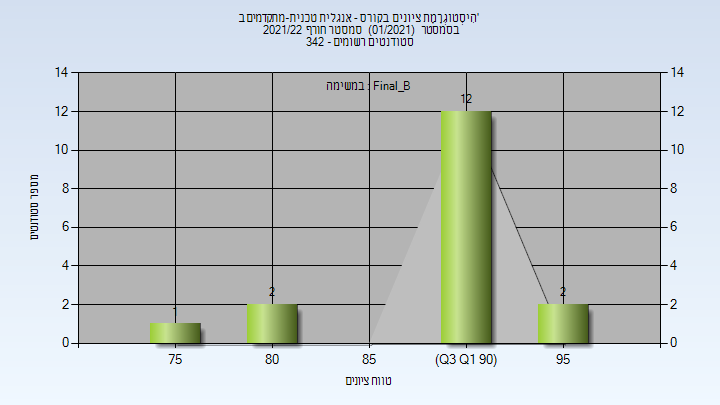 הִיסְטוֹגְרָמַת ציונים בקורס - אנגלית טכנית-מתקדמים ב'
בסמסטר (01/2021) סמסטר חורף 2021/22
סטודנטים רשומים - 342
במשימה : Final_B
14 14
12 12
12
10 10
8 8
6 6
4 4
2 2
1 2 2
0 0
75 80 85 (Q3 Q1 90) 95
מספר סטודנטים
טווח ציונים